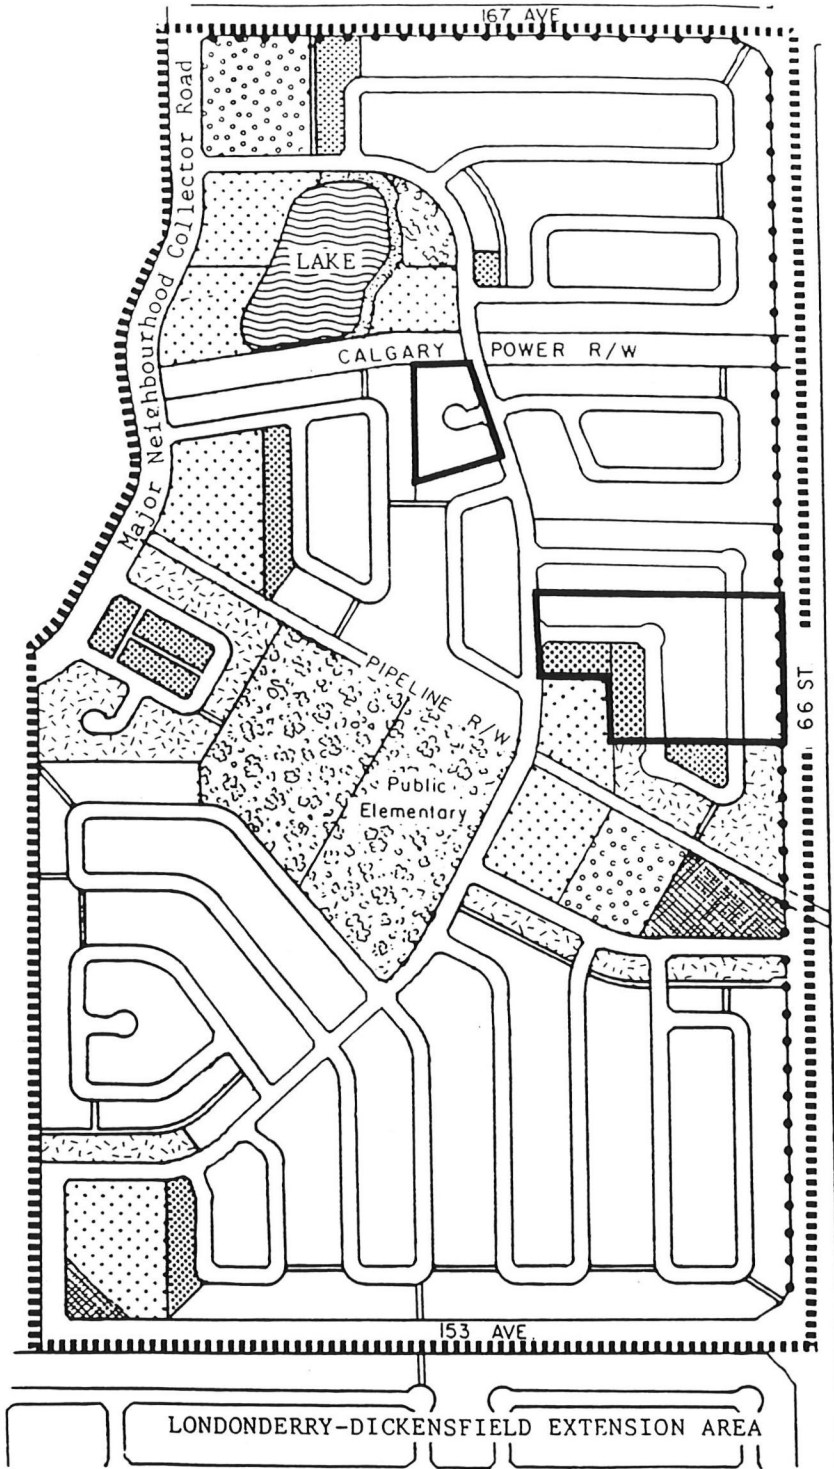 167 AVE
Major Neighbourhood Collector Road
LAKE
CALGARY POWER R/W
PIPELINE R/W
66 ST
Public
Elementary
153 AVE.
LONDONDERRY-DICKENSFIELD EXTENSION AREA